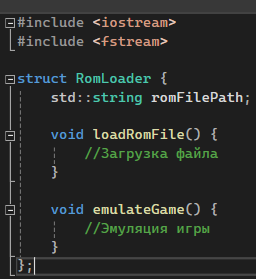 #include <iostream>
#include <fstream>
struct RomLoader {
std::string romFilePath;
void loadRomFile() {
//Загрузка файла
}
void emulateGame() {
//Эмуляция игры
}
};